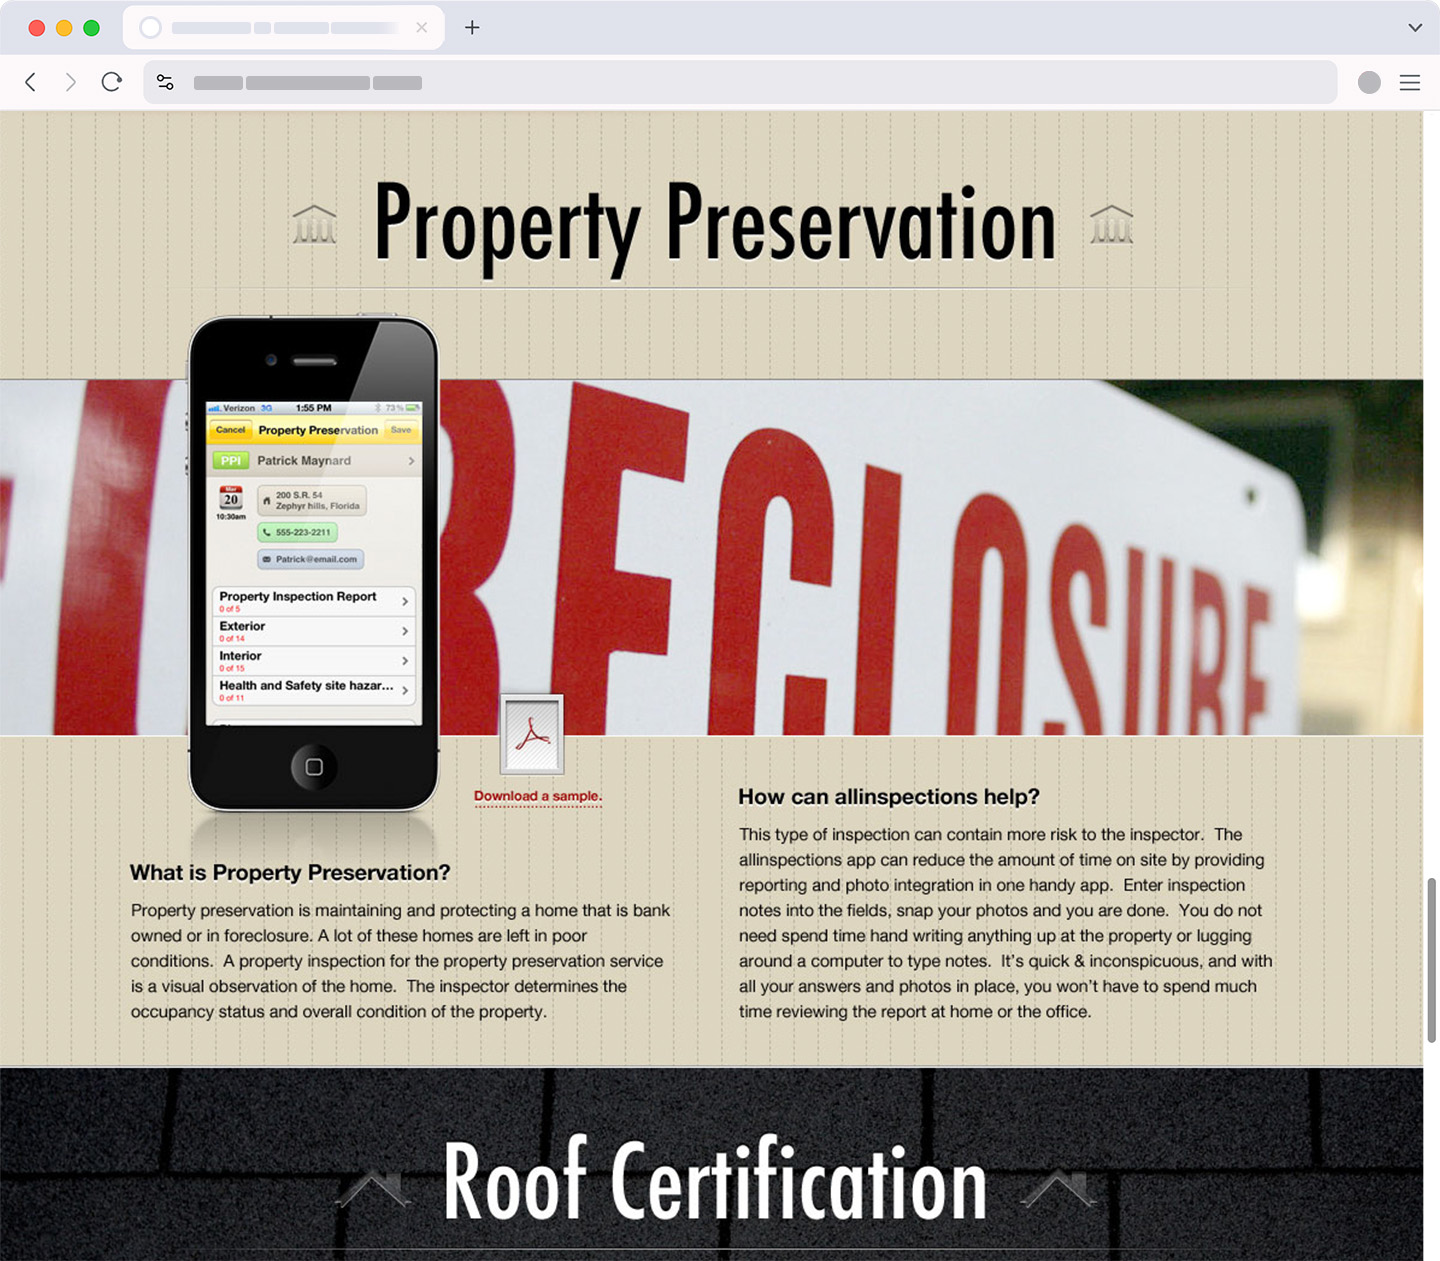 Property Preservation
Verizon 3G 1:55 PM 73%
Cancel Property Preservation Save
PPI Patrick Maynard
Mar
20
10:30am
200 S.R. 54
Zephyr hills, Florida
555-223-2211
Patrick@email.com
Property Inspection Report
0 of 5
Exterior
0 of 14
Interior
0 of 15
Health and Safety site hazar...
0 of 11
RECLOSURE
Download a sample.
What is Property Preservation?
Property preservation is maintaining and protecting a home that is bank
owned or in foreclosure. A lot of these homes are left in poor
conditions.  A property inspection for the property preservation service
is a visual observation of the home.  The inspector determines the
occupancy status and overall condition of the property.
How can allinspections help?
This type of inspection can contain more risk to the inspector.  The
allinspections app can reduce the amount of time on site by providing
reporting and photo integration in one handy app.  Enter inspection
notes into the fields, snap your photos and you are done.  You do not
need spend time hand writing anything up at the property or lugging
around a computer to type notes.  It's quick & inconspicuous, and with
all your answers and photos in place, you won't have to spend much
time reviewing the report at home or the office.
Roof Certification